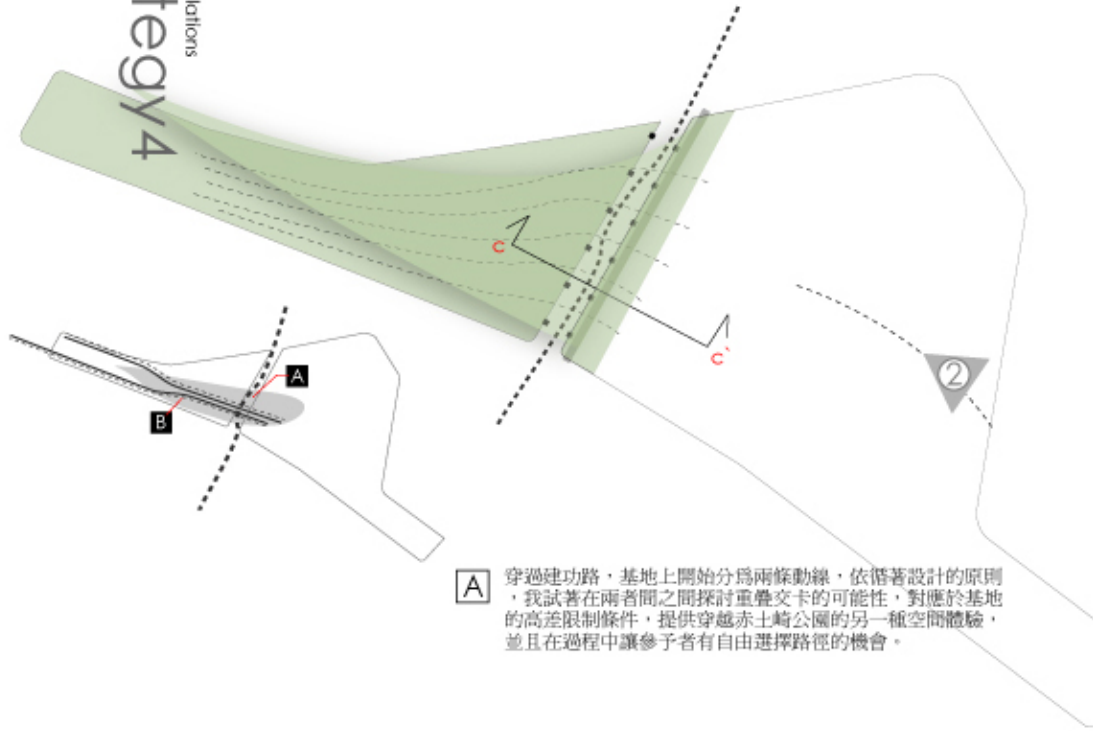 lations
tegy 4
c
c`
2
A
B
A
穿過建功路，基地上開始分爲兩條動線，依循著設計的原則
，我試著在兩者間之間探討重疊交卡的可能性，對應於基地
的高差限制條件，提供穿越赤土崎公園的另一種空間體驗，
並且在過程中讓參予者有自由選擇路徑的機會。